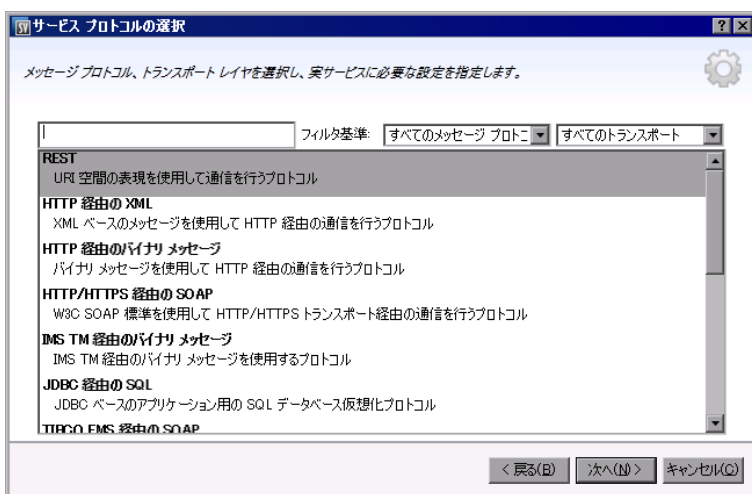 SV サービス プロトコルの選択
メッセージ プロトコル、トランスポート レイヤを選択し、実サービスに必要な設定を指定します。
フィルタ基準: すべてのメッセージ プロトコ すべてのトランスポート
REST
URI 空間の表現を使用して通信を行うプロトコル
HTTP 経由の XML
XML ベースのメッセージを使用して HTTP 経由の通信を行うプロトコル
HTTP 経由のバイナリ メッセージ
バイナリ メッセージを使用して HTTP 経由の通信を行うプロトコル
HTTP/HTTPS 経由の SOAP
W3C SOAP 標準を使用して HTTP/HTTPS トランスポート経由の通信を行うプロトコル
IMS TM 経由のバイナリ メッセージ
IMS TM 経由のバイナリ メッセージを使用するプロトコル
JDBC 経由の SQL
JDBC ベースのアプリケーション用の SQL データベース仮想化プロトコル
TIBCO EMS 経由の SOAP
< 戻る(B) 次へ(N) > キャンセル(C)